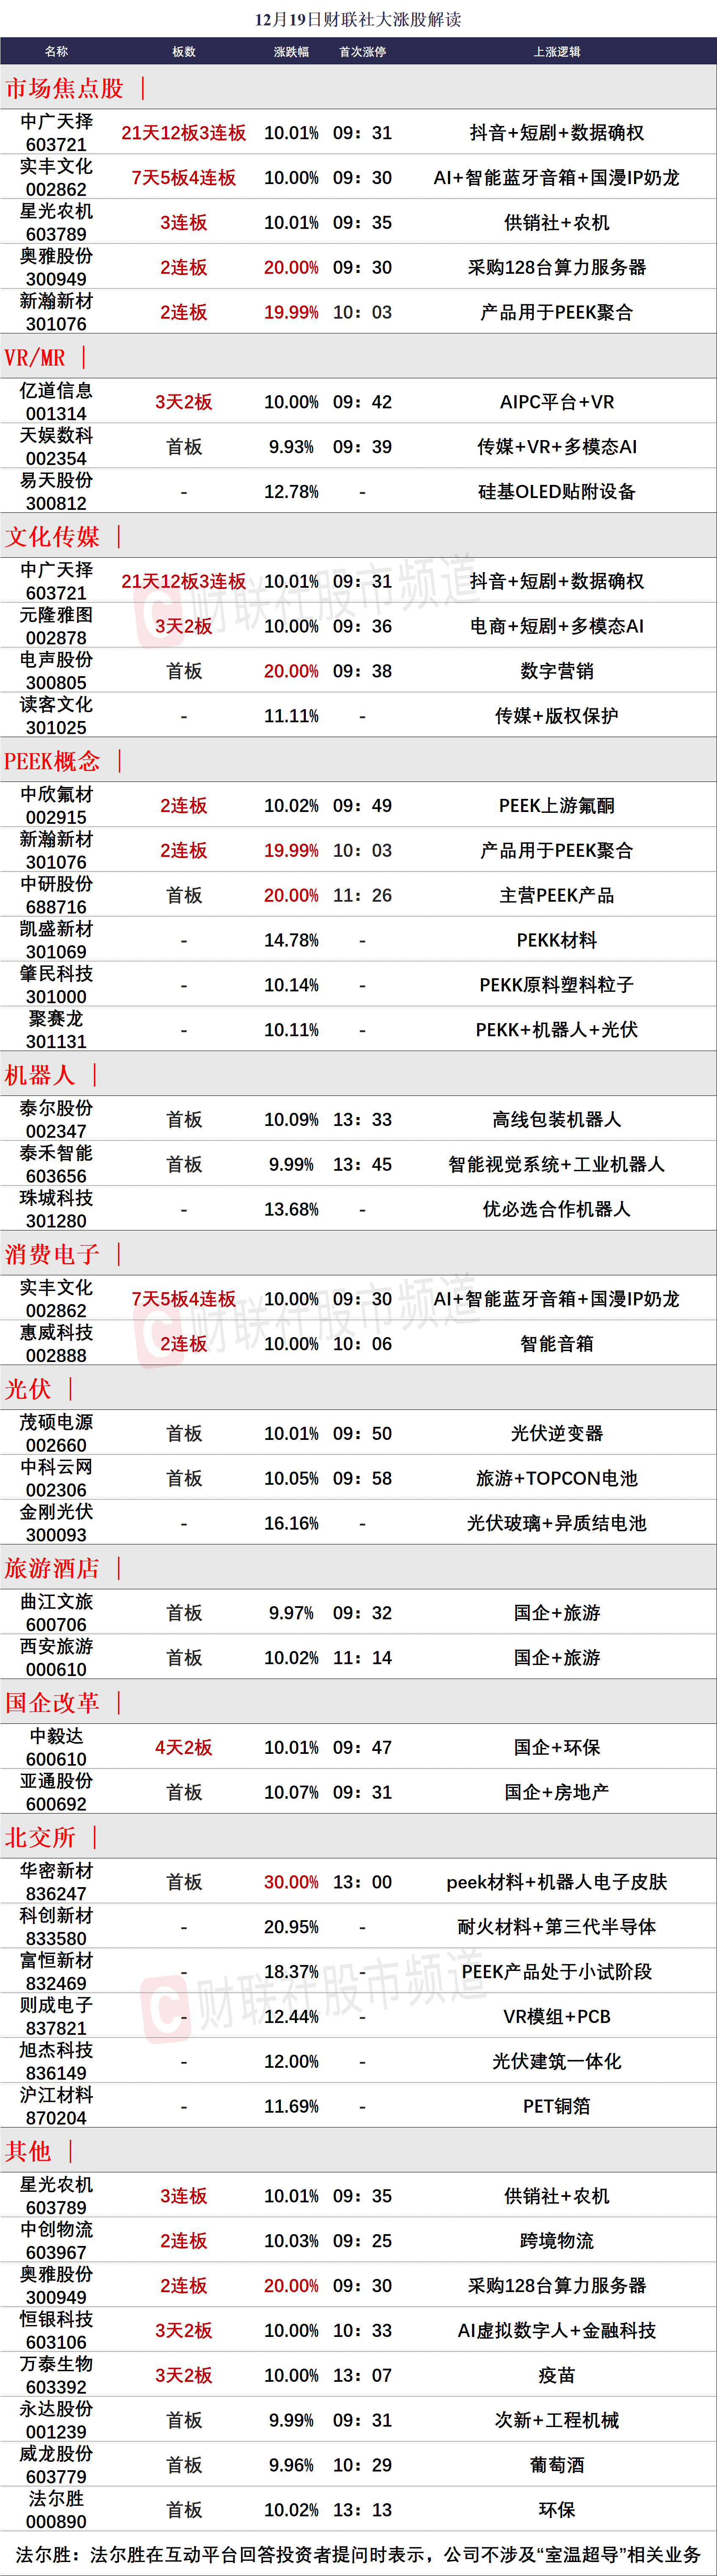 12月19日财联社大涨股解读
名称 板数 涨跌幅 首次涨停 上涨逻辑
市场焦点股 |
中广天择
603721 21天12板3连板 10.01% 09：31 抖音+短剧+数据确权
实丰文化
002862 7天5板4连板 10.00% 09：30 AI+智能蓝牙音箱+国漫IP奶龙
星光农机
603789 3连板 10.01% 09：35 供销社+农机
奥雅股份
300949 2连板 20.00% 09：30 采购128台算力服务器
新瀚新材
301076 2连板 19.99% 10：03 产品用于PEEK聚合
VR/MR |
亿道信息
001314 3天2板 10.00% 09：42 AIPC平台+VR
天娱数科
002354 首板 9.93% 09：39 传媒+VR+多模态AI
易天股份
300812 - 12.78% - 硅基OLED贴附设备
文化传媒 |
中广天择
603721 21天12板3连板 10.01% 09：31 抖音+短剧+数据确权
元隆雅图
002878 3天2板 10.00% 09：36 电商+短剧+多模态AI
电声股份
300805 首板 20.00% 09：38 数字营销
读客文化
301025 - 11.11% - 传媒+版权保护
财联社股市频道
PEEK概念 |
中欣氟材
002915 2连板 10.02% 09：49 PEEK上游氟酮
新瀚新材
301076 2连板 19.99% 10：03 产品用于PEEK聚合
中研股份
688716 首板 20.00% 11：26 主营PEEK产品
凯盛新材
301069 - 14.78% - PEKK材料
肇民科技
301000 - 10.14% - PEKK原料塑料粒子
聚赛龙
301131 - 10.11% - PEKK+机器人+光伏
机器人 |
泰尔股份
002347 首板 10.09% 13：33 高线包装机器人
泰禾智能
603656 首板 9.99% 13：45 智能视觉系统+工业机器人
珠城科技
301280 - 13.68% - 优必选合作机器人
消费电子 |
实丰文化
002862 7天5板4连板 10.00% 09：30 AI+智能蓝牙音箱+国漫IP奶龙
惠威科技
002888 2连板 10.00% 10：06 智能音箱
财联社股市频道
光伏 |
茂硕电源
002660 首板 10.01% 09：50 光伏逆变器
中科云网
002306 首板 10.05% 09：58 旅游+TOPCON电池
金刚光伏
300093 - 16.16% - 光伏玻璃+异质结电池
旅游酒店 |
曲江文旅
600706 首板 9.97% 09：32 国企+旅游
西安旅游
000610 首板 10.02% 11：14 国企+旅游
国企改革 |
中毅达
600610 4天2板 10.01% 09：47 国企+环保
亚通股份
600692 首板 10.07% 09：31 国企+房地产
北交所 |
华密新材
836247 首板 30.00% 13：00 peek材料+机器人电子皮肤
科创新材
833580 - 20.95% - 耐火材料+第三代半导体
富恒新材
832469 - 18.37% - PEEK产品处于小试阶段
则成电子
837821 - 12.44% - VR模组+PCB
财联社股市频道
旭杰科技
836149 - 12.00% - 光伏建筑一体化
沪江材料
870204 - 11.69% - PET铜箔
其他 |
星光农机
603789 3连板 10.01% 09：35 供销社+农机
中创物流
603967 2连板 10.03% 09：25 跨境物流
奥雅股份
300949 2连板 20.00% 09：30 采购128台算力服务器
恒银科技
603106 3天2板 10.00% 10：33 AI虚拟数字人+金融科技
万泰生物
603392 3天2板 10.00% 13：07 疫苗
永达股份
001239 首板 9.99% 09：31 次新+工程机械
威龙股份
603779 首板 9.96% 10：29 葡萄酒
法尔胜
000890 首板 10.02% 13：13 环保
法尔胜：法尔胜在互动平台回答投资者提问时表示，公司不涉及“室温超导”相关业务